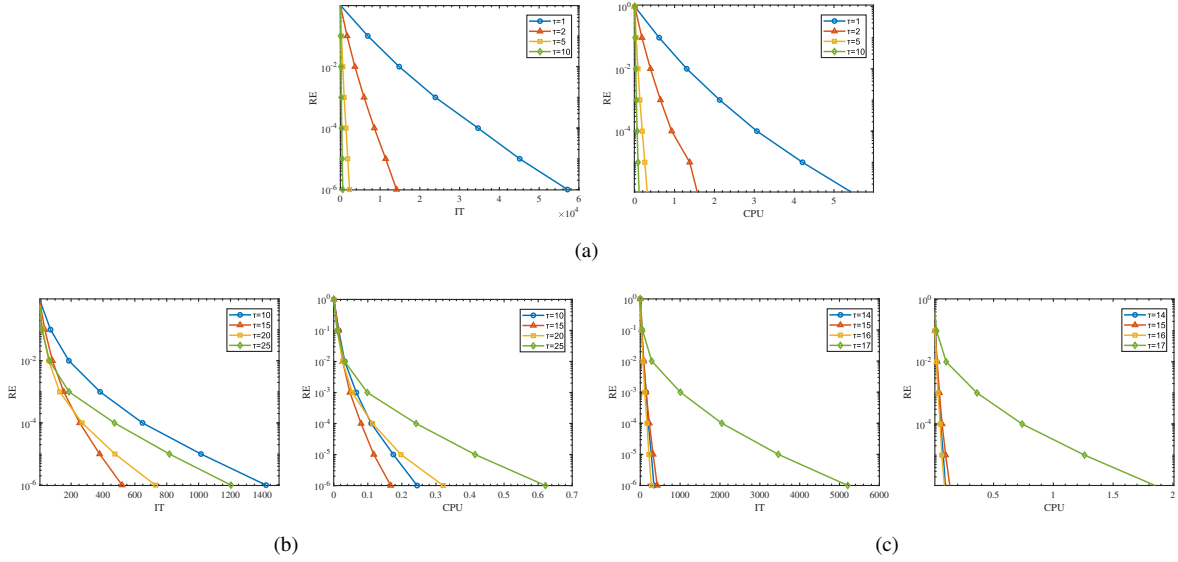 RE
10^-2
10^-4
10^-6
0 1 2 3 4 5 6
IT
×10^4
τ=1
τ=2
τ=5
τ=10
RE
10^0
10^-2
10^-4
0 1 2 3 4 5
CPU
τ=1
τ=2
τ=5
τ=10
(a)
RE
10^-2
10^-4
10^-6
200 400 600 800 1000 1200 1400
IT
τ=10
τ=15
τ=20
τ=25
RE
10^0
10^-1
10^-2
10^-3
10^-4
10^-5
10^-6
0 0.1 0.2 0.3 0.4 0.5 0.6 0.7
CPU
τ=10
τ=15
τ=20
τ=25
(b)
RE
10^0
10^-1
10^-2
10^-3
10^-4
10^-5
10^-6
0 1000 2000 3000 4000 5000 6000
IT
τ=14
τ=15
τ=16
τ=17
RE
10^-2
10^-4
0.5 1 1.5 2
CPU
τ=14
τ=15
τ=16
τ=17
(c)